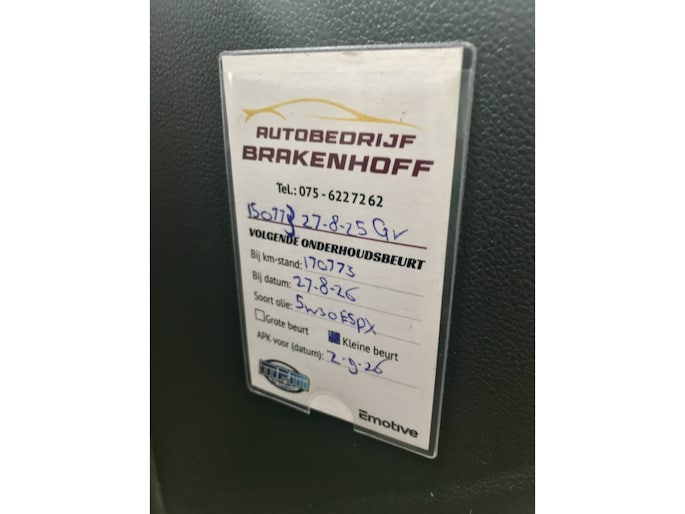 AUTOBEDRIJF
BRAKENHOFF
Tel.: 075 - 6227262
150773 27-8-25 Gr
VOLGENDE ONDERHOUDSBEURT
Bij km-stand: 170773
Bij datum: 27-8-26
Soort olie: 5w30 ESPX
Grote beurt
Kleine beurt
APK voor (datum): 2-9-26
Emotive